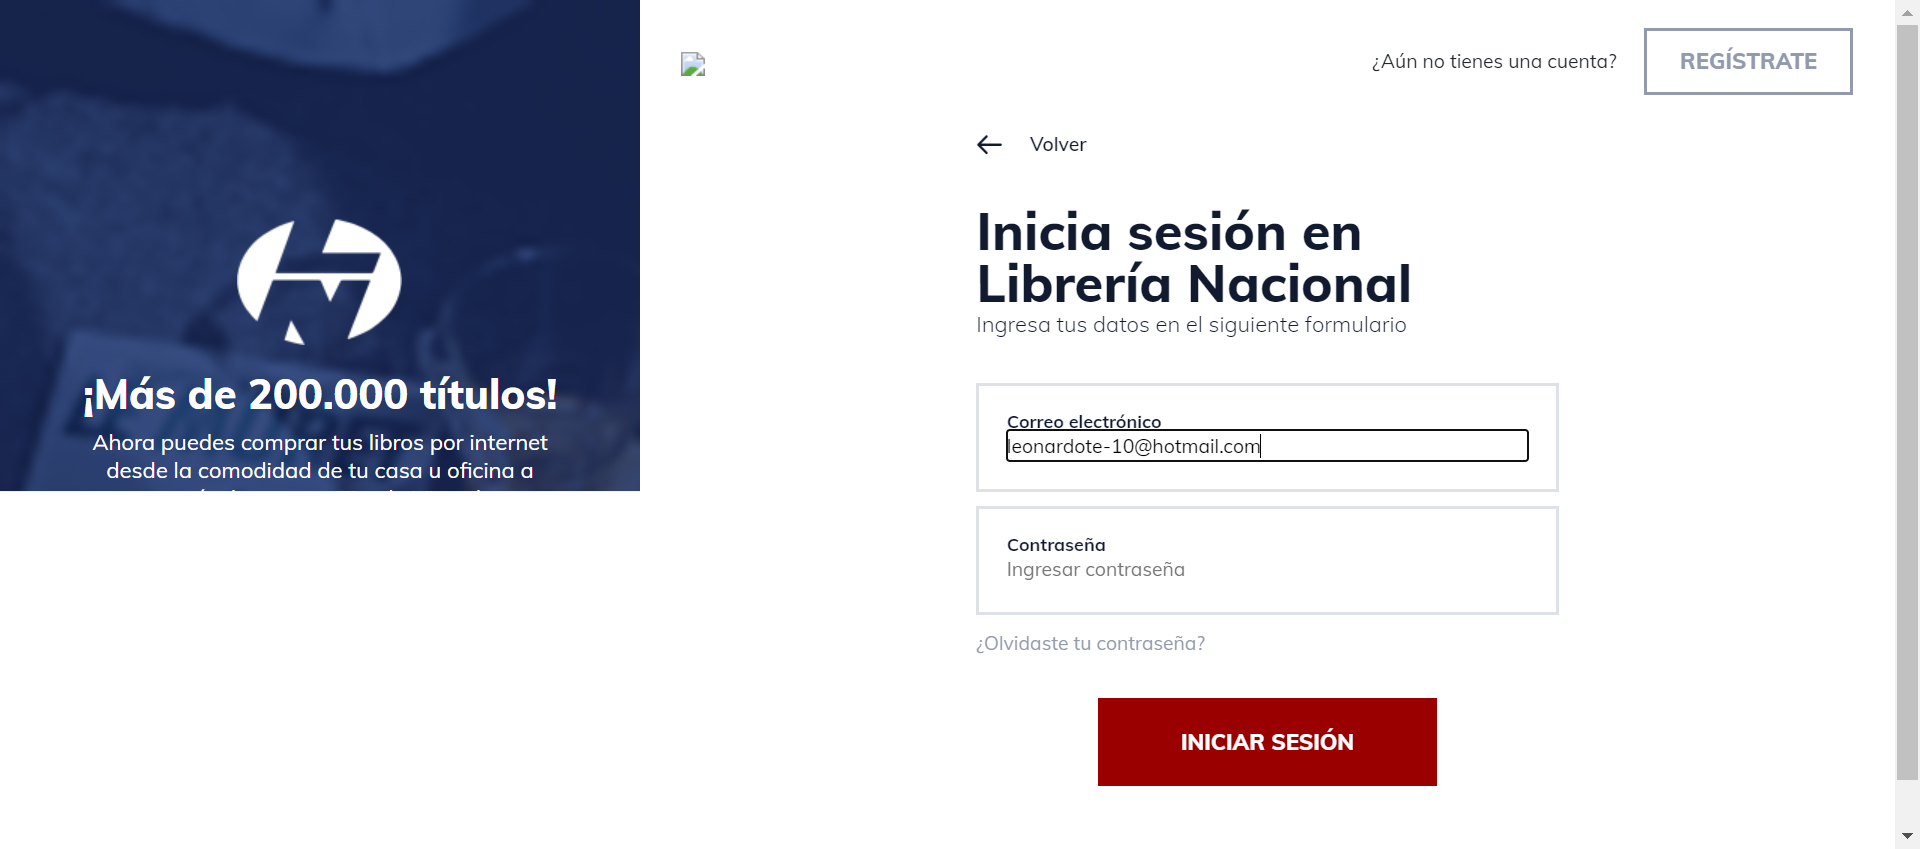 ¿Aún no tienes una cuenta?
REGÍSTRATE
Volver
Inicia sesión en
Librería Nacional
Ingresa tus datos en el siguiente formulario
Correo electrónico
leonardote-10@hotmail.com
Contraseña
Ingresar contraseña
¿Olvidaste tu contraseña?
INICIAR SESIÓN
¡Más de 200.000 títulos!
Ahora puedes comprar tus libros por internet
desde la comodidad de tu casa u oficina a